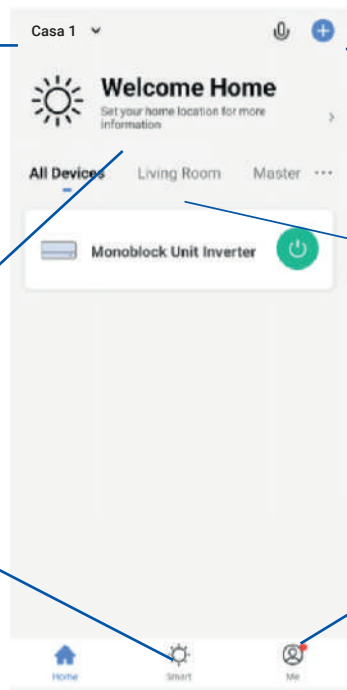 Casa 1
Welcome Home
Set your home location for more
information
All Devices Living Room Master ...
Monoblock Unit Inverter
Home Smart Me